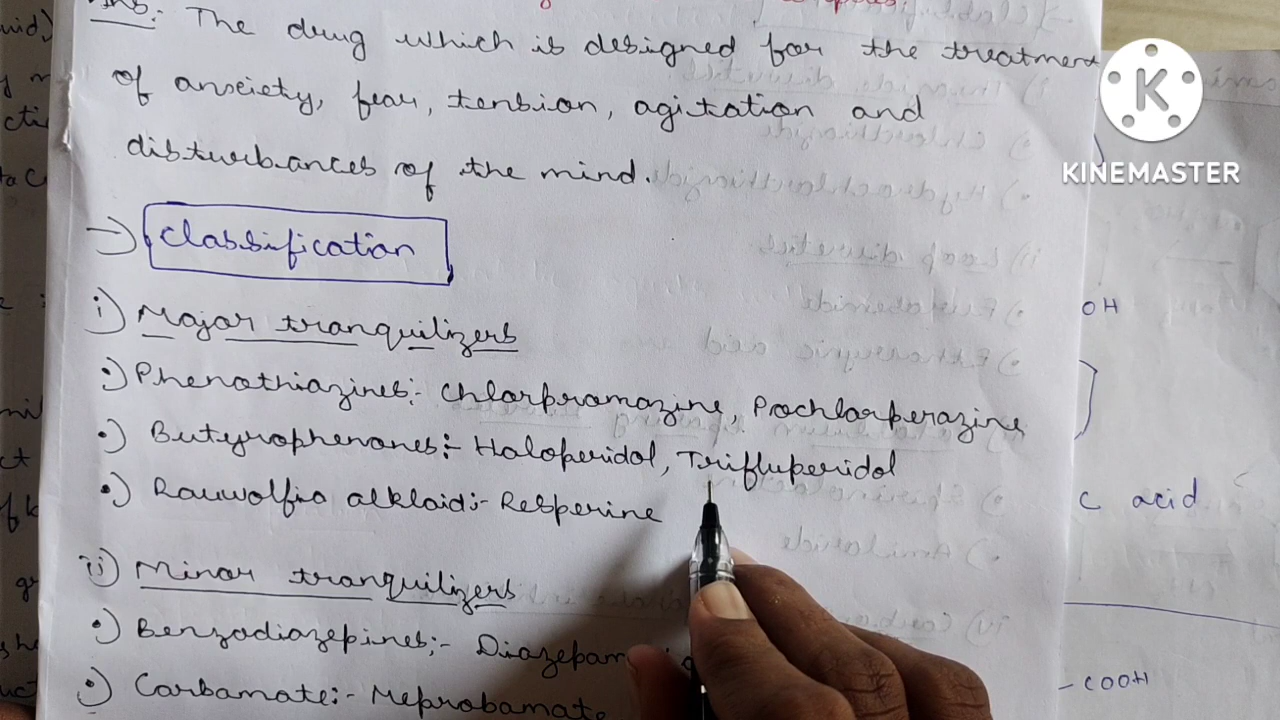 Ans:- The drug which is designed for the treatment
of anxiety, fear, tension, agitation and
disturbances of the mind.
Classification
i) Major tranquilizers
•) Phenothiazines:- Chlorpromazine, Prochlorperazine
•) Butyrophenones:- Haloperidol, Trifluperidol
•) Rauwolfia alkloid:- Resperine
ii) Minor tranquilizers
•) Benzodiazepines:- Diazepam
•) Carbamate:- Meprobamate
K
KINEMASTER
OH
C acid
-COOH